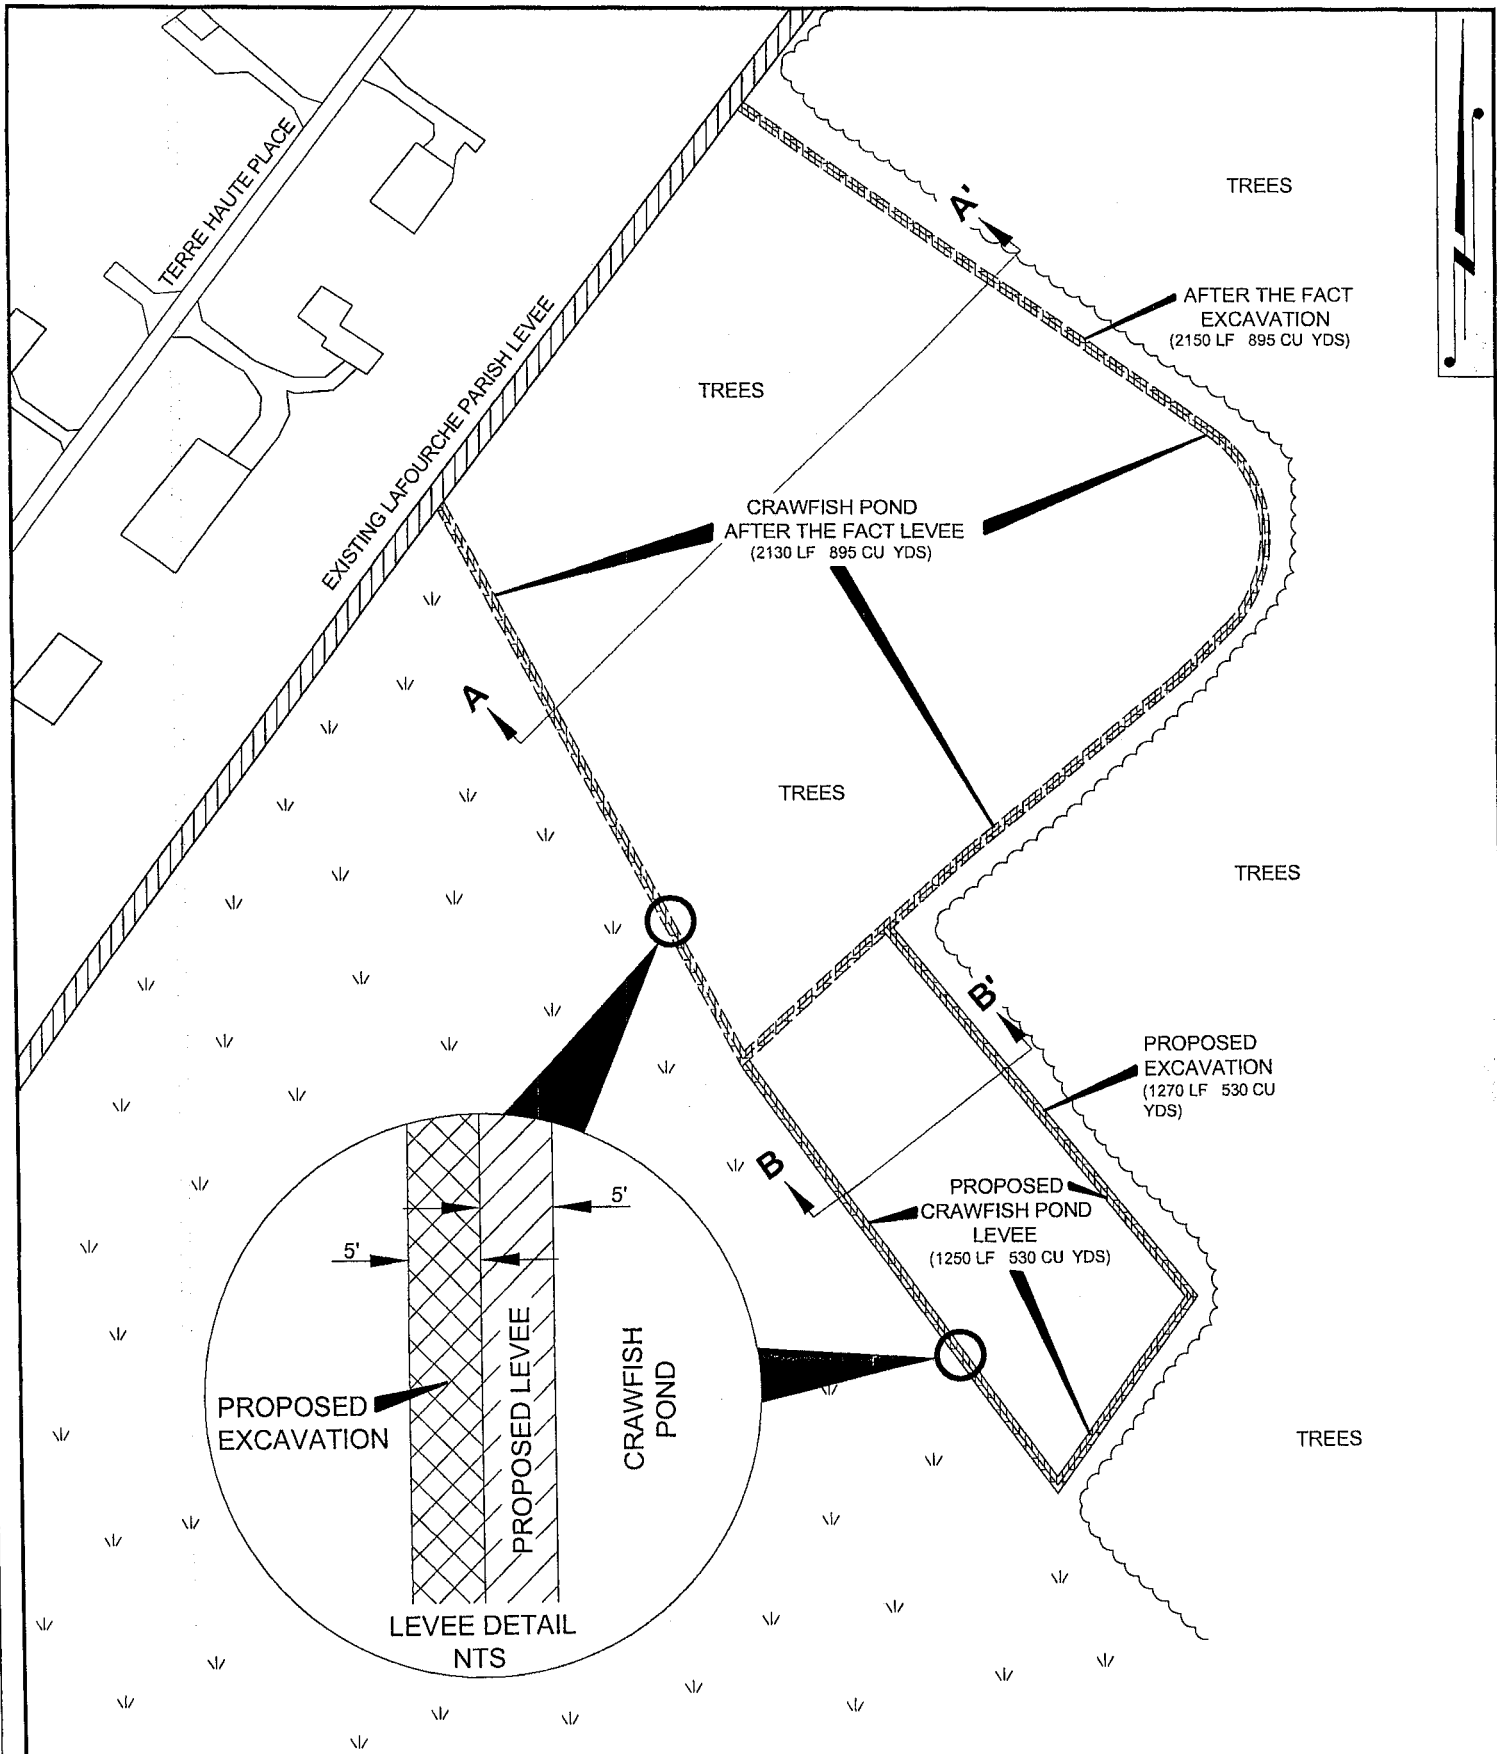 TERRE HAUTE PLACE
EXISTING LAFOURCHE PARISH LEVEE
TREES
A'
AFTER THE FACT
EXCAVATION
(2150 LF 895 CU YDS)
TREES
CRAWFISH POND
AFTER THE FACT LEVEE
(2130 LF 895 CU YDS)
A
TREES
TREES
B'
PROPOSED
EXCAVATION
(1270 LF 530 CU
YDS)
B
PROPOSED
CRAWFISH POND
LEVEE
(1250 LF 530 CU YDS)
5'
5'
PROPOSED LEVEE
CRAWFISH
POND
PROPOSED
EXCAVATION
TREES
LEVEE DETAIL
NTS